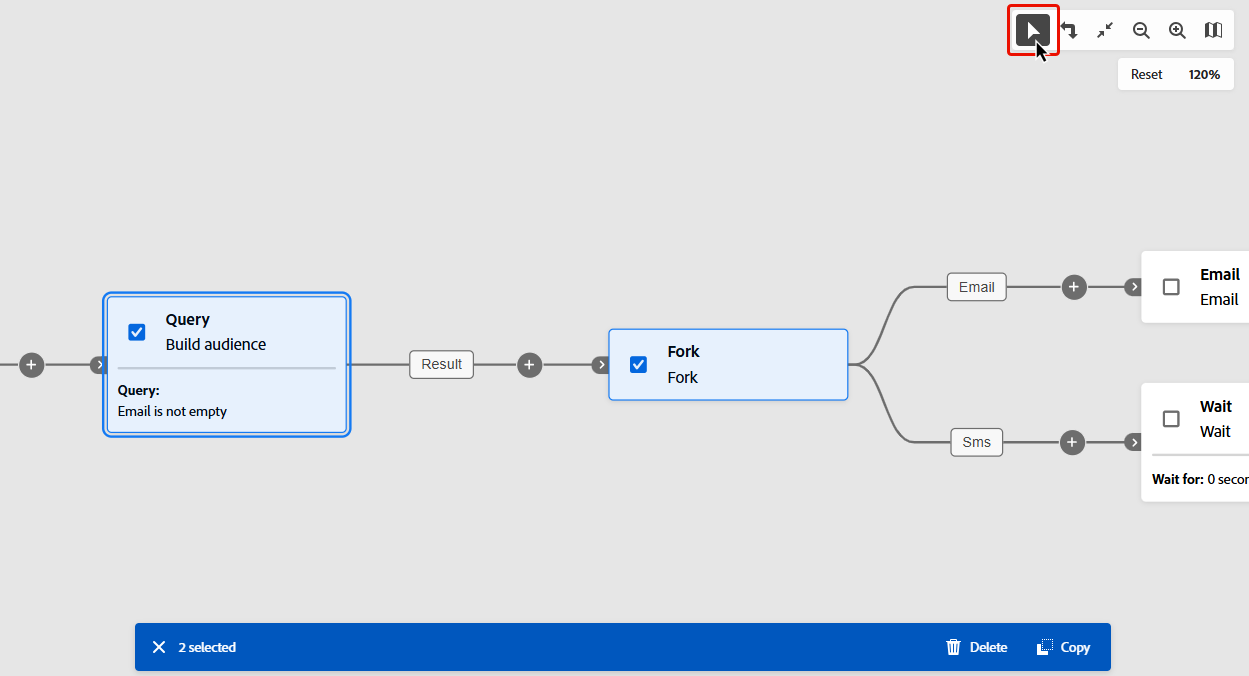 Reset 120%
Query
Build audience
Query:
Email is not empty
Result
Fork
Fork
Email
Sms
Email
Email
Wait
Wait
Wait for: 0 secor
2 selected
Delete
Copy